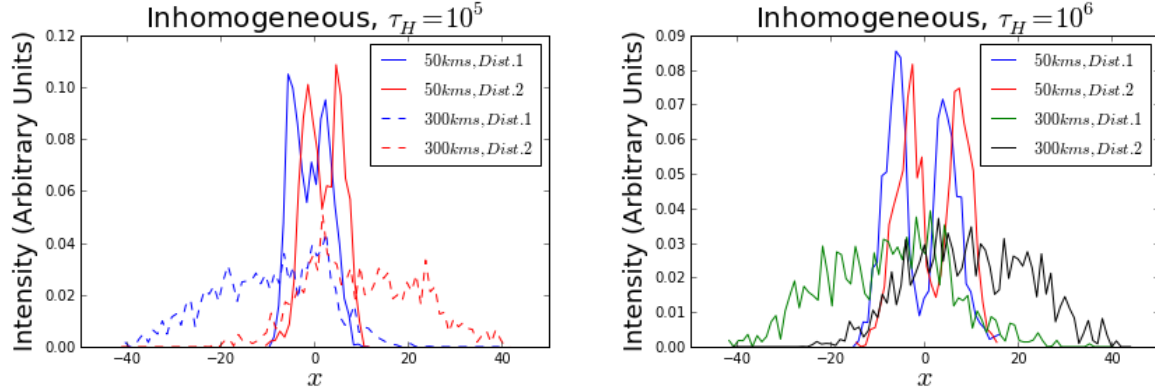 Inhomogeneous, τ_H = 10^5
0.12
0.10
0.08
0.06
0.04
0.02
0.00
Intensity (Arbitrary Units)
50kms, Dist.1
50kms, Dist.2
300kms, Dist.1
300kms, Dist.2
−40
−20
0
20
40
x
Inhomogeneous, τ_H = 10^6
0.09
0.08
0.07
0.06
0.05
0.04
0.03
0.02
0.01
0.00
Intensity (Arbitrary Units)
50kms, Dist.1
50kms, Dist.2
300kms, Dist.1
300kms, Dist.2
−40
−20
0
20
40
x